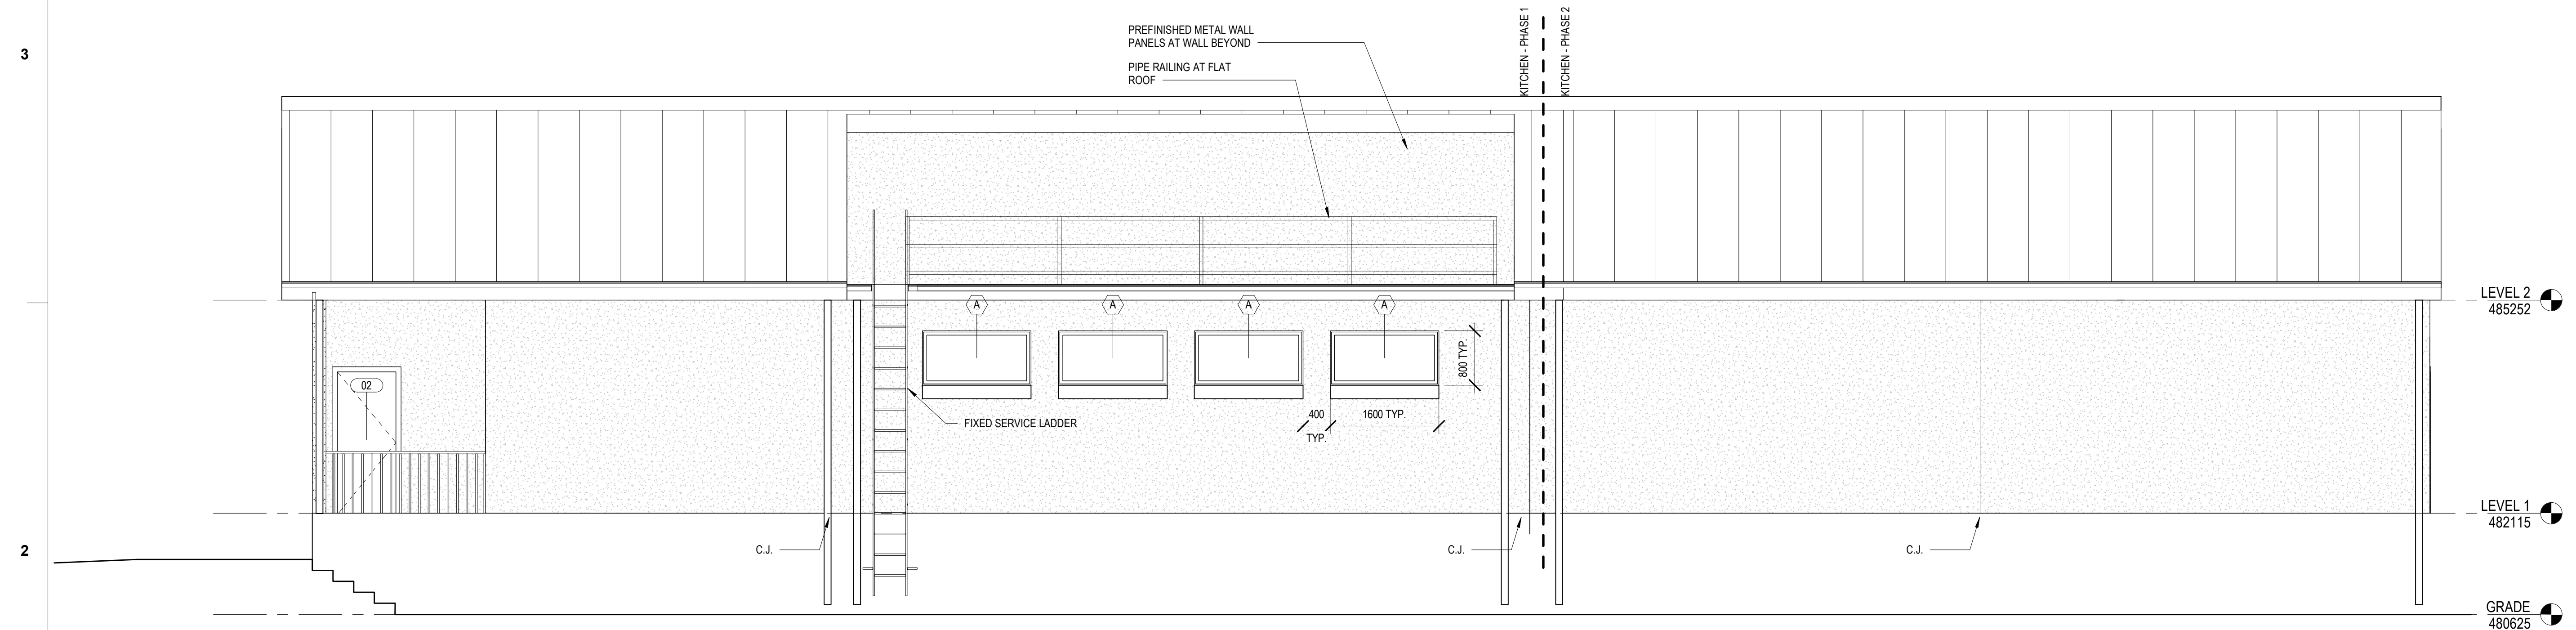 3
PREFINISHED METAL WALL
PANELS AT WALL BEYOND
PIPE RAILING AT FLAT
ROOF
KITCHEN - PHASE 1
KITCHEN - PHASE 2
A
A
A
A
LEVEL 2
485252
800 TYP.
02
400
TYP.
1600 TYP.
FIXED SERVICE LADDER
LEVEL 1
482115
2
C.J.
C.J.
C.J.
GRADE
480625